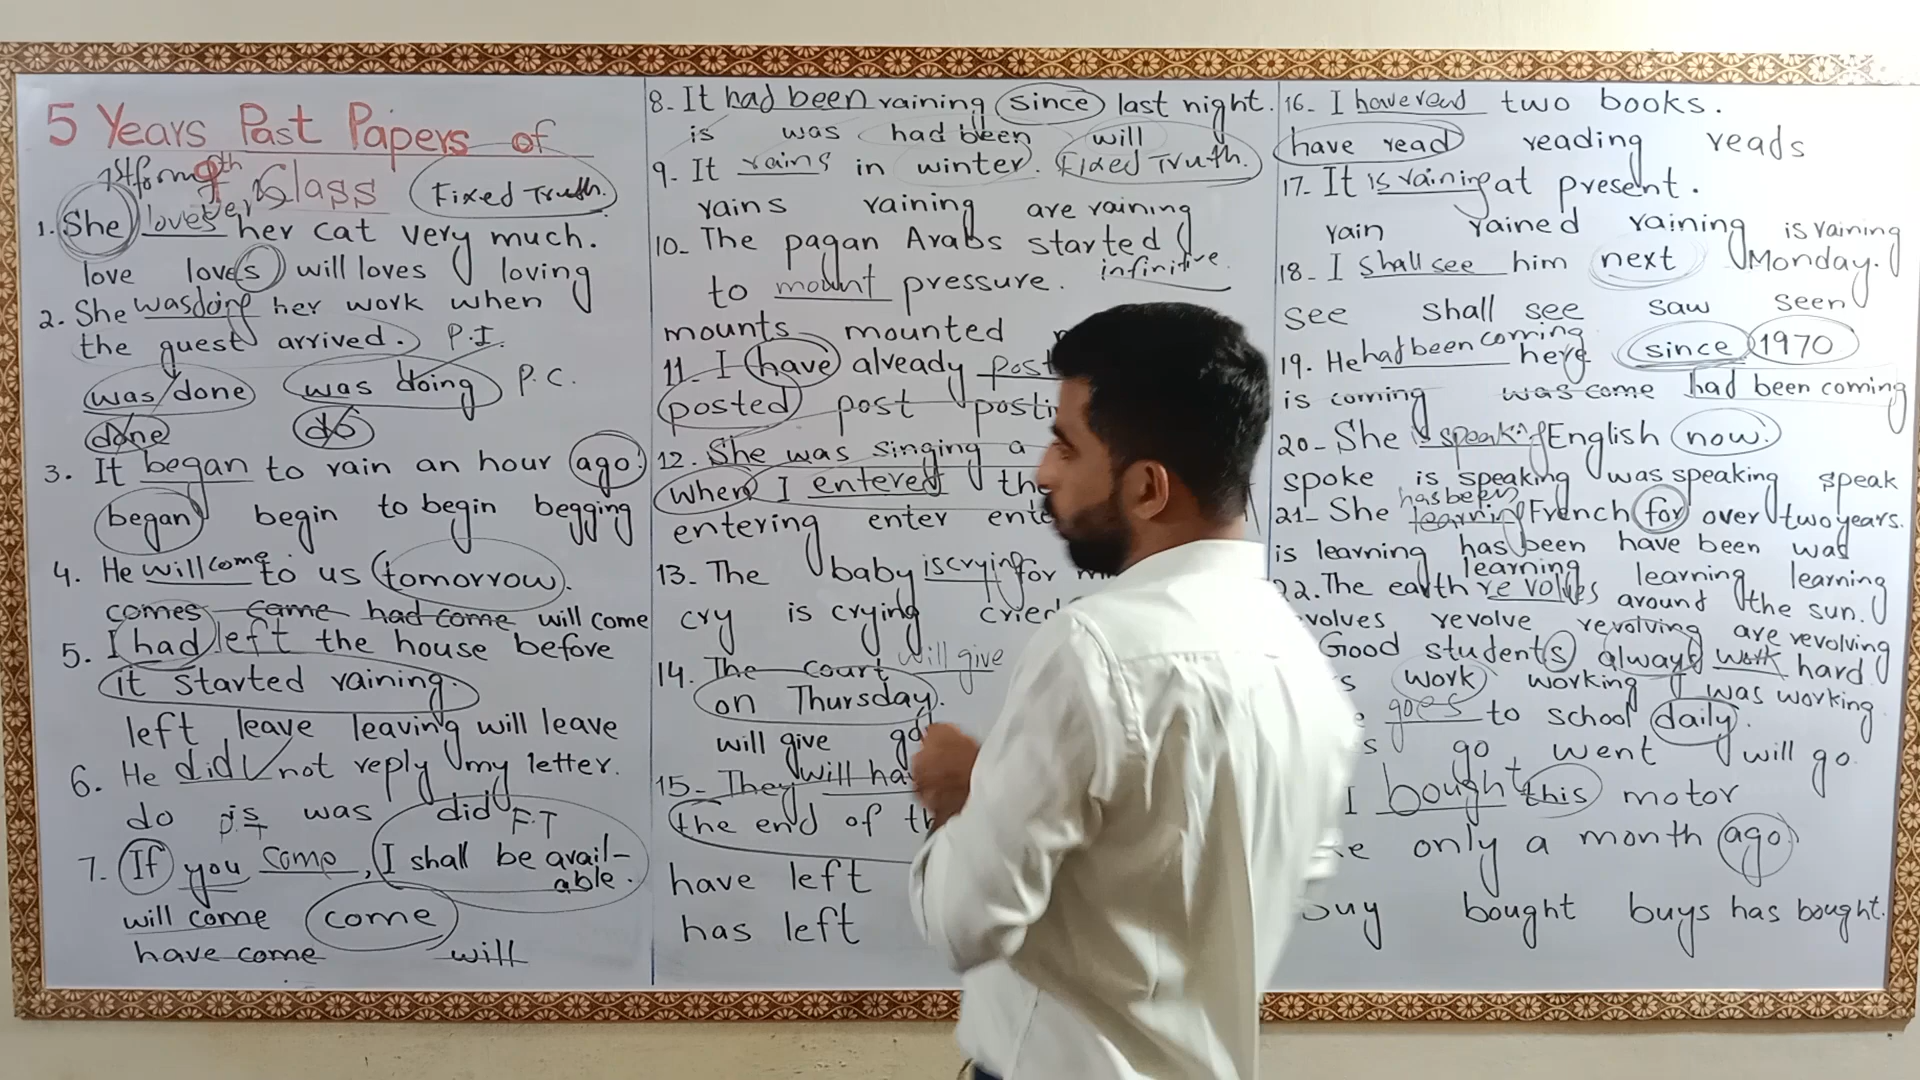 5 Years Past Papers of
1st form 9th Class
Fixed Truth.
1. She loves her cat very much.
love loves will loves loving
2. She was doing her work when
the guest arrived. P.I.
was done was doing P.C.
done do
3. It began to rain an hour ago.
began begin to begin begging
4. He will come to us tomorrow.
comes came had come will come
5. I had left the house before
it started raining.
left leave leaving will leave
6. He did not reply my letter.
do is was did
P.T F.T
7. If you come, I shall be avail-
able.
will come come
have come will
8. It had been raining since last night.
is was had been will
9. It rains in winter. Fixed Truth.
rains raining are raining
10. The pagan Arabs started
to mount pressure. infinitive.
mounts mounted
11. I have already post
posted post posti
12. She was singing a
When I entered the
entering enter ente
13. The baby is crying for
cry is crying cried
14. The court will give
on Thursday.
will give
15- They will ha
the end of th
have left
has left
16. I have read two books.
have read reading reads
17. It is raining at present.
rain rained raining is raining
18. I shall see him next Monday.
see shall see saw seen
19. He had been coming here since 1970
is coming was come had been coming
20- She is speaking English now.
spoke is speaking was speaking speak
21- She has been learning French for over two years.
is learning has been learning have been learning was learning
22. The earth revolves around the sun.
volves revolve revolving are revolving
Good students always work hard
s work working was working
goes to school daily.
s go went will go.
I bought this motor
e only a month ago.
buy bought buys has bought.